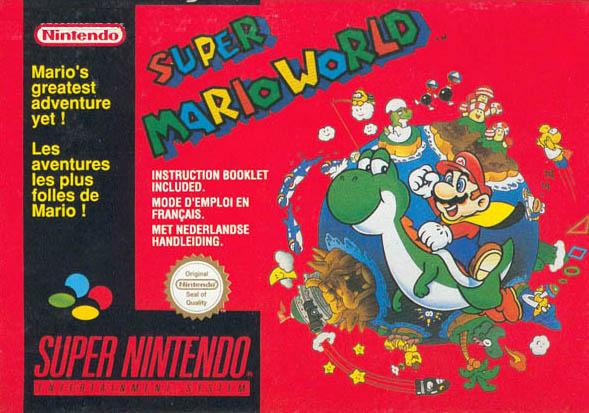 Nintendo
Mario's
greatest
adventure
yet !
Les
aventures
les plus
folles de
Mario !
SUPER
MARIO WORLD
INSTRUCTION BOOKLET
INCLUDED.
MODE D'EMPLOI EN
FRANÇAIS.
MET NEDERLANDSE
HANDLEIDING.
Original
Nintendo
Seal of
Quality
SUPER NINTENDO
ENTERTAINMENT SYSTEM